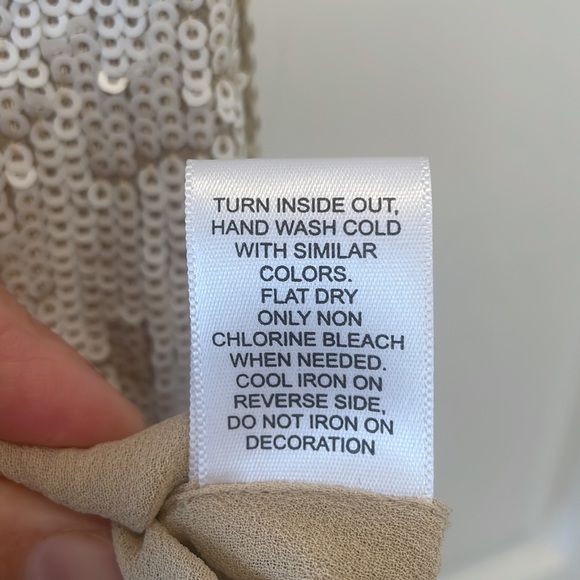 TURN INSIDE OUT,
HAND WASH COLD
WITH SIMILAR
COLORS.
FLAT DRY
ONLY NON
CHLORINE BLEACH
WHEN NEEDED.
COOL IRON ON
REVERSE SIDE,
DO NOT IRON ON
DECORATION